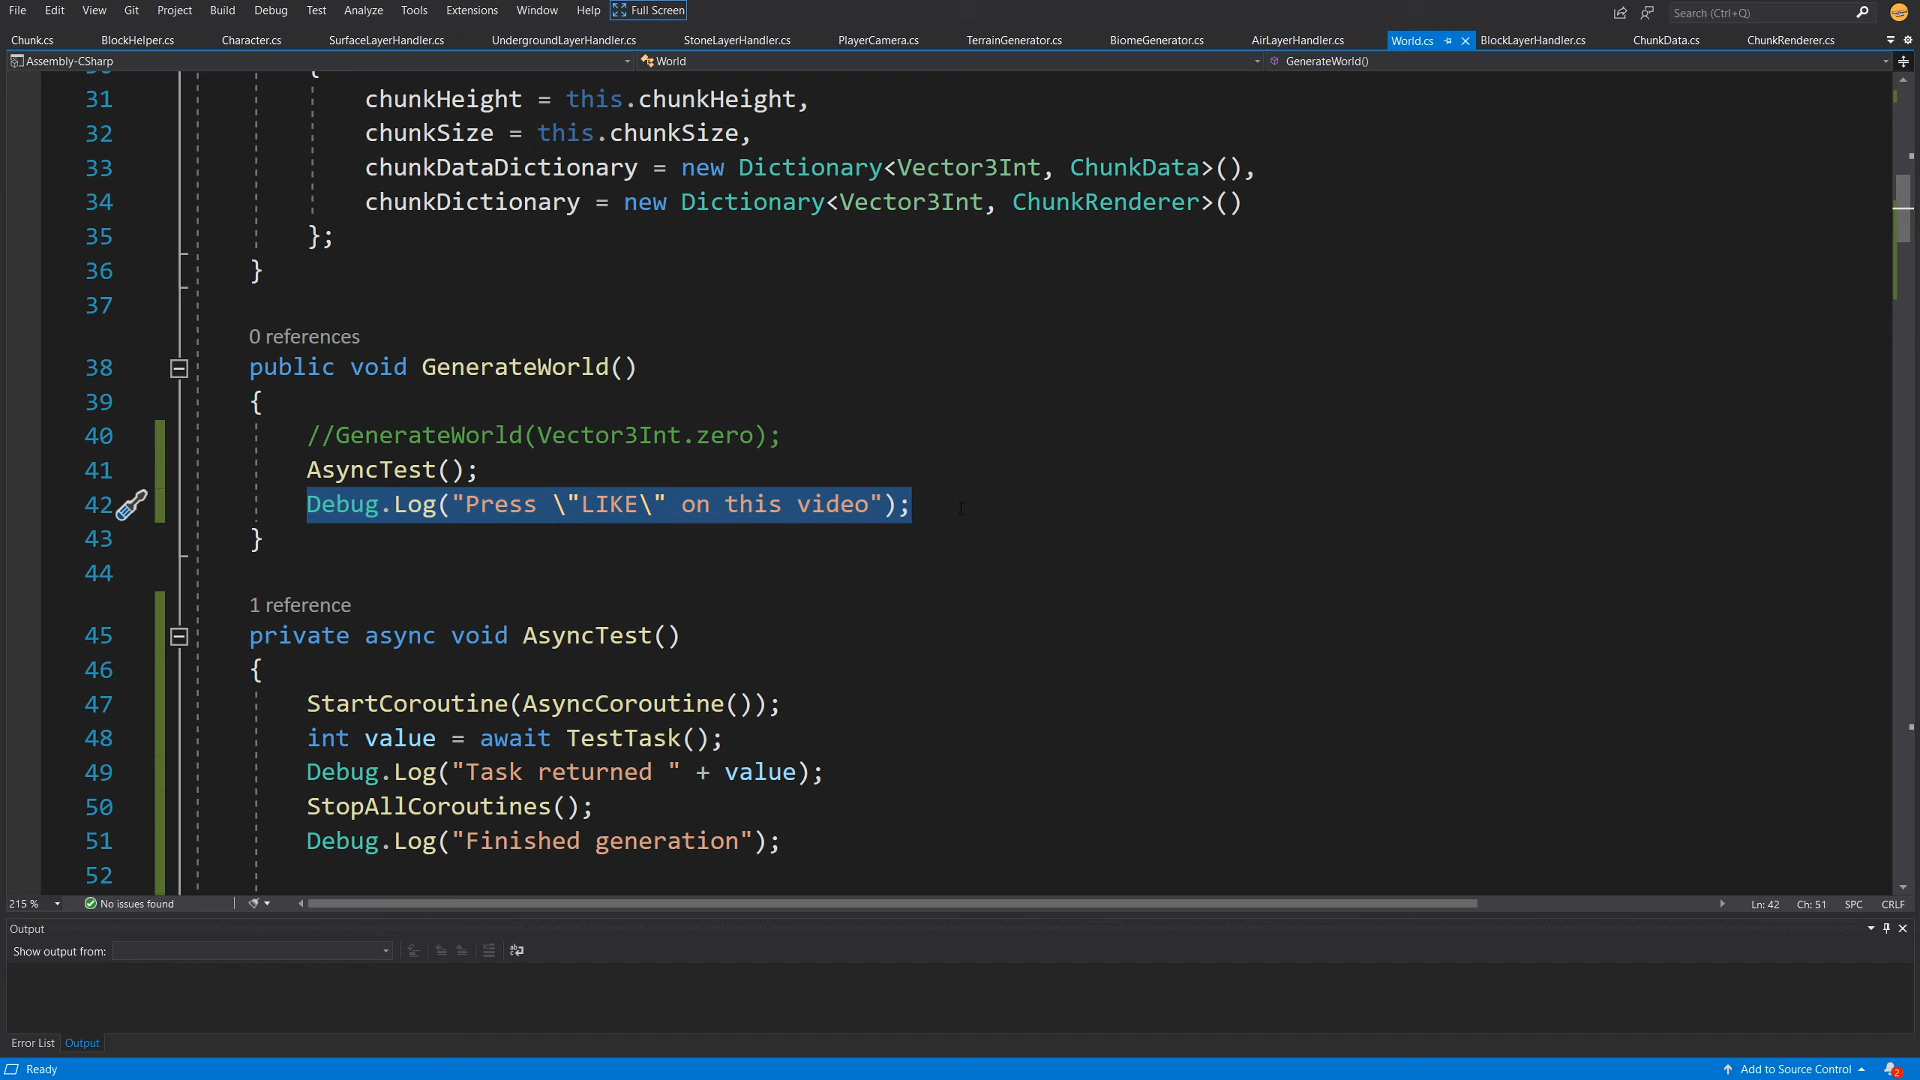 File Edit View Git Project Build Debug Test Analyze Tools Extensions Window Help Full Screen Search (Ctrl+Q)
Chunk.cs BlockHelper.cs Character.cs SurfaceLayerHandler.cs UndergroundLayerHandler.cs StoneLayerHandler.cs PlayerCamera.cs TerrainGenerator.cs BiomeGenerator.cs AirLayerHandler.cs World.cs BlockLayerHandler.cs ChunkData.cs ChunkRenderer.cs
Assembly-CSharp World GenerateWorld()
31 chunkHeight = this.chunkHeight,
32 chunkSize = this.chunkSize,
33 chunkDataDictionary = new Dictionary<Vector3Int, ChunkData>(),
34 chunkDictionary = new Dictionary<Vector3Int, ChunkRenderer>()
35 };
36 }
37
0 references
38 public void GenerateWorld()
39 {
40 //GenerateWorld(Vector3Int.zero);
41 AsyncTest();
42 Debug.Log("Press \"LIKE\" on this video");
43 }
44
1 reference
45 private async void AsyncTest()
46 {
47 StartCoroutine(AsyncCoroutine());
48 int value = await TestTask();
49 Debug.Log("Task returned " + value);
50 StopAllCoroutines();
51 Debug.Log("Finished generation");
52
215 % No issues found Ln: 42 Ch: 51 SPC CRLF
Output
Show output from:
Error List Output
Ready Add to Source Control 2